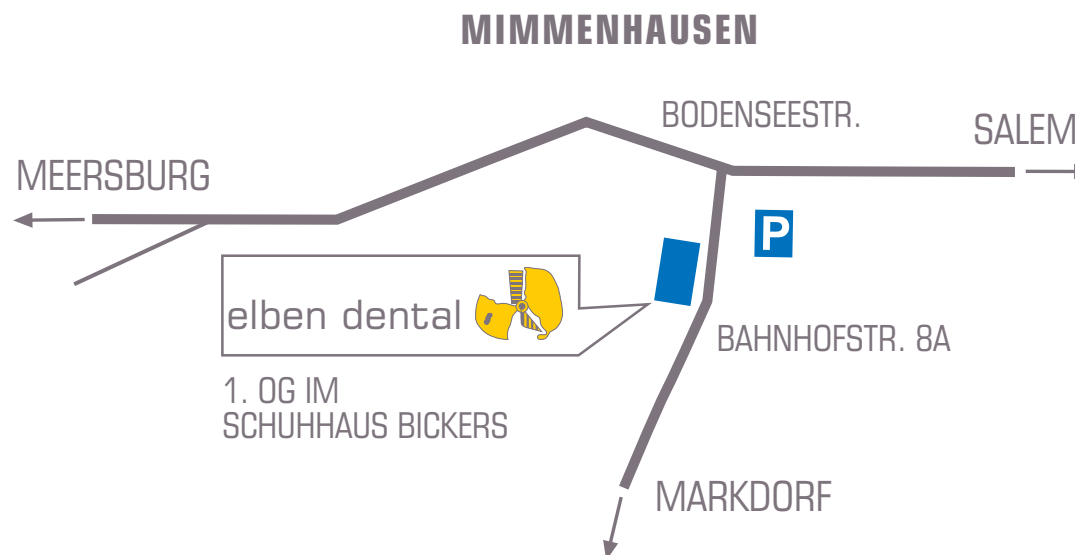 MIMMENHAUSEN
BODENSEESTR.
SALEM
MEERSBURG
P
elben dental
BAHNHOFSTR. 8A
1. OG IM
SCHUHHAUS BICKERS
MARKDORF